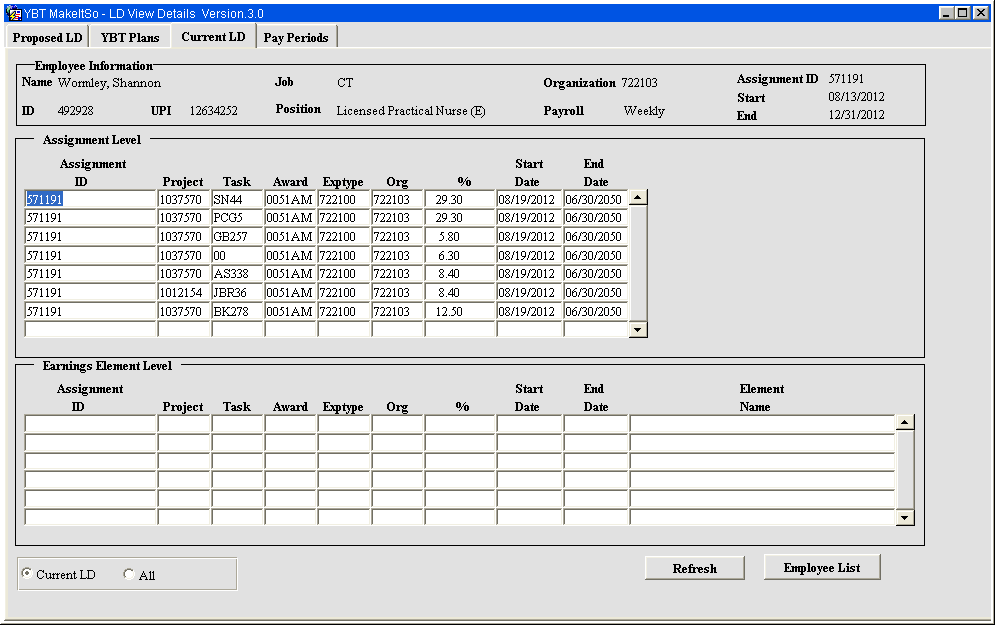 YBT MakeItSo - LD View Details Version.3.0
Proposed LD YBT Plans Current LD Pay Periods
Employee Information
Name Wormley, Shannon Job CT Organization 722103 Assignment ID 571191
Start 08/13/2012
ID 492928 UPI 12634252 Position Licensed Practical Nurse (E) Payroll Weekly End 12/31/2012
Assignment Level
Assignment Start End
ID Project Task Award Exptype Org % Date Date
571191 1037570 SN44 0051AM 722100 722103 29.30 08/19/2012 06/30/2050
571191 1037570 PCG5 0051AM 722100 722103 29.30 08/19/2012 06/30/2050
571191 1037570 GB257 0051AM 722100 722103 5.80 08/19/2012 06/30/2050
571191 1037570 00 0051AM 722100 722103 6.30 08/19/2012 06/30/2050
571191 1037570 AS338 0051AM 722100 722103 8.40 08/19/2012 06/30/2050
571191 1012154 JBR36 0051AM 722100 722103 8.40 08/19/2012 06/30/2050
571191 1037570 BK278 0051AM 722100 722103 12.50 08/19/2012 06/30/2050
Earnings Element Level
Assignment Start End Element
ID Project Task Award Exptype Org % Date Date Name
Current LD All Refresh Employee List